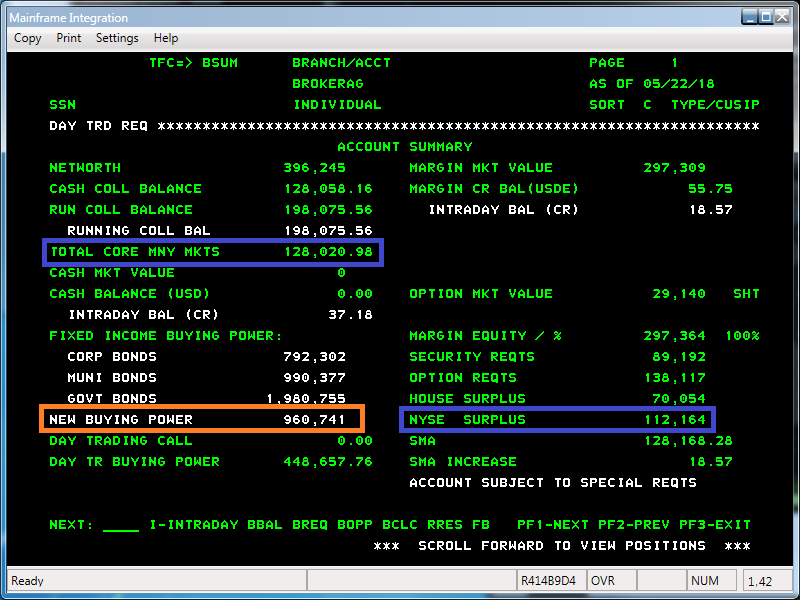 Mainframe Integration
Copy Print Settings Help
TFC=> BSUM BRANCH/ACCT PAGE 1
BROKERAG AS OF 05/22/18
SSN INDIVIDUAL SORT C TYPE/CUSIP
DAY TRD REQ *******************************************************************
ACCOUNT SUMMARY
NETWORTH 396,245 MARGIN MKT VALUE 297,309
CASH COLL BALANCE 128,058.16 MARGIN CR BAL(USDE) 55.75
RUN COLL BALANCE 198,075.56 INTRADAY BAL (CR) 18.57
RUNNING COLL BAL 198,075.56
TOTAL CORE MNY MKTS 128,020.98
CASH MKT VALUE 0
CASH BALANCE (USD) 0.00 OPTION MKT VALUE 29,140 SHT
INTRADAY BAL (CR) 37.18
FIXED INCOME BUYING POWER: MARGIN EQUITY / % 297,364 100%
CORP BONDS 792,302 SECURITY REQTS 89,192
MUNI BONDS 990,377 OPTION REQTS 138,117
GOVT BONDS 1,980,755 HOUSE SURPLUS 70,054
NEW BUYING POWER 960,741 NYSE SURPLUS 112,164
DAY TRADING CALL 0.00 SMA 128,168.28
DAY TR BUYING POWER 448,657.76 SMA INCREASE 18.57
ACCOUNT SUBJECT TO SPECIAL REQTS
NEXT: ____ I-INTRADAY BBAL BREQ BOPP BCLC RRES FB PF1-NEXT PF2-PREV PF3-EXIT
*** SCROLL FORWARD TO VIEW POSITIONS ***
Ready R414B9D4 OVR NUM 1,42